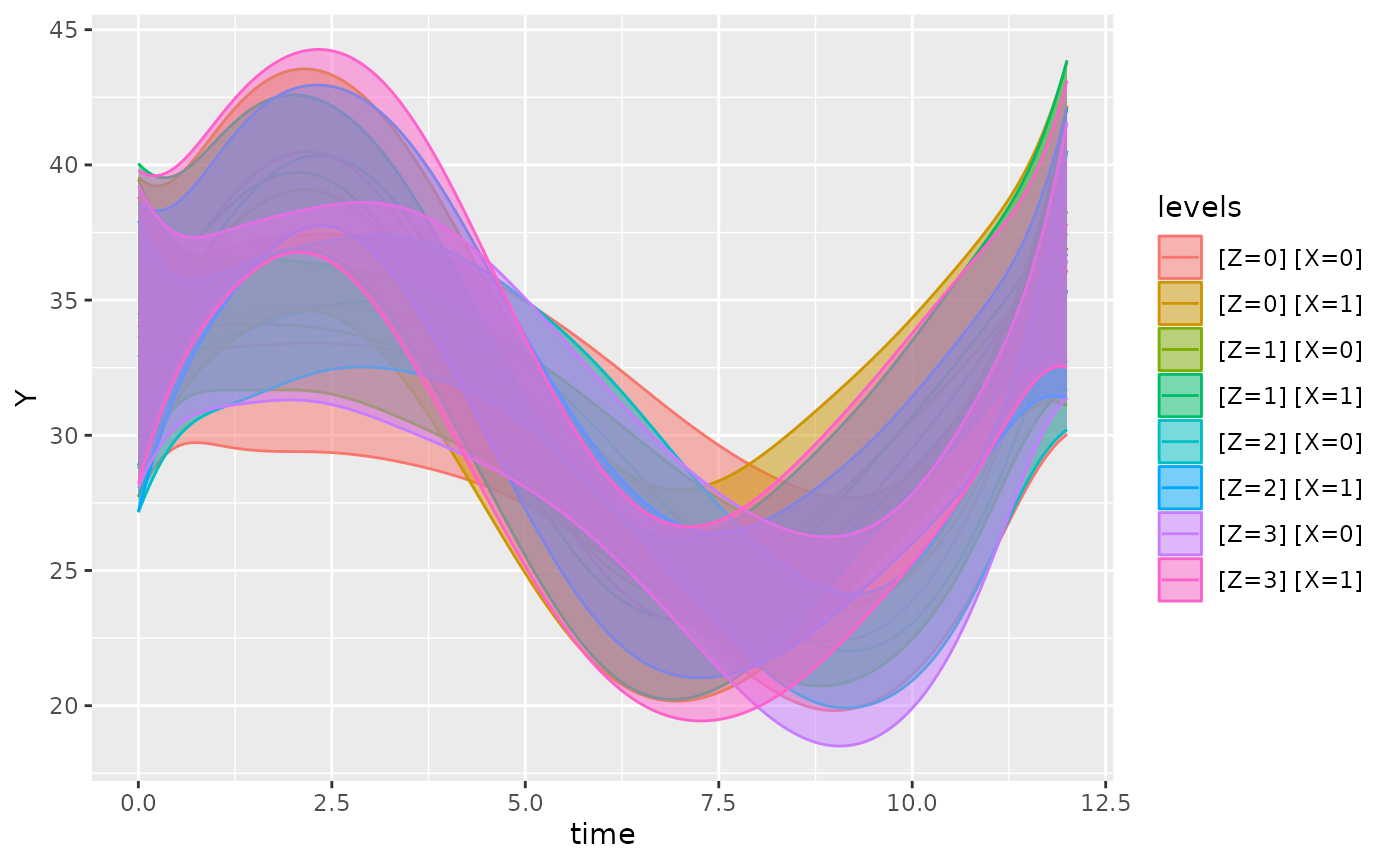 45
40
35
30
25
20
Y
0.0 2.5 5.0 7.5 10.0 12.5
time
levels
[Z=0] [X=0]
[Z=0] [X=1]
[Z=1] [X=0]
[Z=1] [X=1]
[Z=2] [X=0]
[Z=2] [X=1]
[Z=3] [X=0]
[Z=3] [X=1]